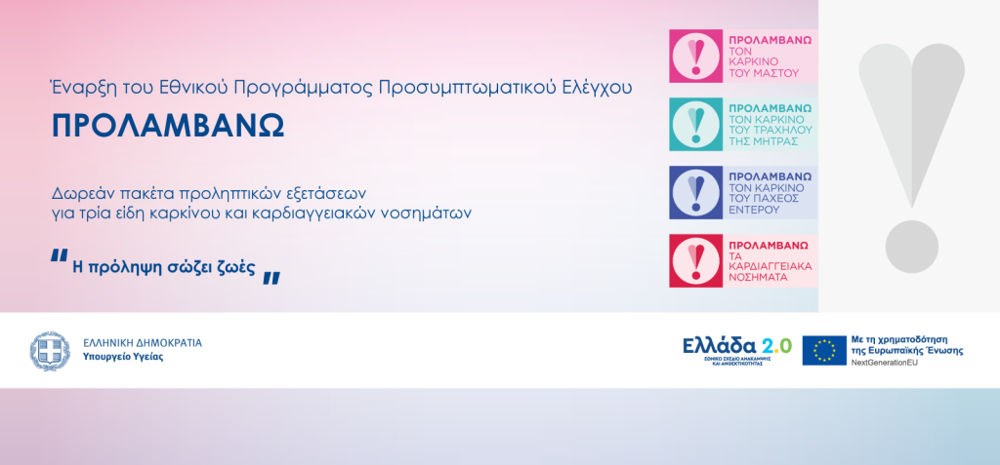 Έναρξη του Εθνικού Προγράμματος Προσυμπτωματικού Ελέγχου
ΠΡΟΛΑΜΒΑΝΩ
Δωρεάν πακέτα προληπτικών εξετάσεων
για τρία είδη καρκίνου και καρδιαγγειακών νοσημάτων
" Η πρόληψη σώζει ζωές "
ΠΡΟΛΑΜΒΑΝΩ
ΤΟΝ
ΚΑΡΚΙΝΟ
ΤΟΥ ΜΑΣΤΟΥ
ΠΡΟΛΑΜΒΑΝΩ
ΤΟΝ ΚΑΡΚΙΝΟ
ΤΟΥ ΤΡΑΧΗΛΟΥ
ΤΗΣ ΜΗΤΡΑΣ
ΠΡΟΛΑΜΒΑΝΩ
ΤΟΝ ΚΑΡΚΙΝΟ
ΤΟΥ ΠΑΧΕΟΣ
ΕΝΤΕΡΟΥ
ΠΡΟΛΑΜΒΑΝΩ
ΤΑ
ΚΑΡΔΙΑΓΓΕΙΑΚΑ
ΝΟΣΗΜΑΤΑ
ΕΛΛΗΝΙΚΗ ΔΗΜΟΚΡΑΤΙΑ
Υπουργείο Υγείας
Ελλάδα 2.0
ΕΘΝΙΚΟ ΣΧΕΔΙΟ ΑΝΑΚΑΜΨΗΣ
ΚΑΙ ΑΝΘΕΚΤΙΚΟΤΗΤΑΣ
Με τη χρηματοδότηση
της Ευρωπαϊκής Ένωσης
NextGenerationEU